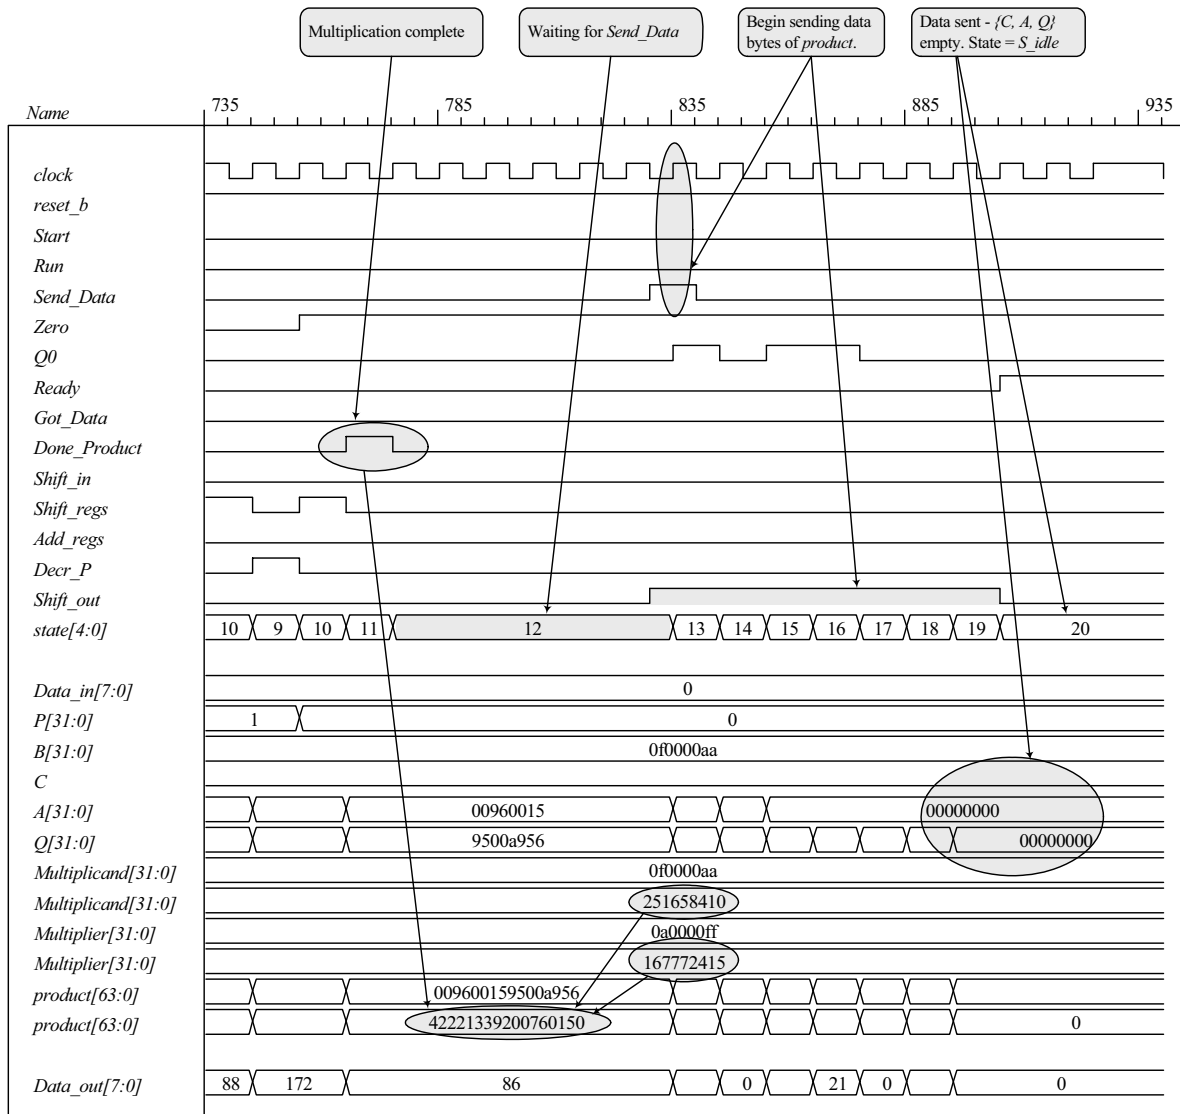 Multiplication complete
Waiting for Send_Data
Begin sending data
bytes of product.
Data sent - {C, A, Q}
empty. State = S_idle
Name 735 785 835 885 935
clock
reset_b
Start
Run
Send_Data
Zero
Q0
Ready
Got_Data
Done_Product
Shift_in
Shift_regs
Add_regs
Decr_P
Shift_out
state[4:0] 10 9 10 11 12 13 14 15 16 17 18 19 20
Data_in[7:0] 0
P[31:0] 1 0
B[31:0] 0f0000aa
C
A[31:0] 00960015 00000000
Q[31:0] 9500a956 00000000
Multiplicand[31:0] 0f0000aa
Multiplicand[31:0] 251658410
Multiplier[31:0] 0a0000ff
Multiplier[31:0] 167772415
product[63:0] 009600159500a956
product[63:0] 42221339200760150 0
Data_out[7:0] 88 172 86 0 21 0 0